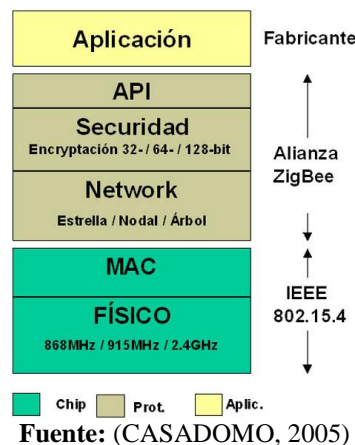 Aplicación
Fabricante
API
Securidad
Encryptación 32- / 64- / 128-bit
Network
Estrella / Nodal / Árbol
Alianza
ZigBee
MAC
FÍSICO
868MHz / 915MHz / 2.4GHz
IEEE
802.15.4
Chip
Prot.
Aplic.
Fuente: (CASADOMO, 2005)